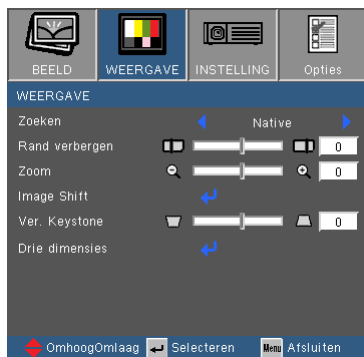 BEELD WEERGAVE INSTELLING Opties
WEERGAVE
Zoeken Native
Rand verbergen 0
Zoom 0
Image Shift
Ver. Keystone 0
Drie dimensies
OmhoogOmlaag Selecteren Menu Afsluiten